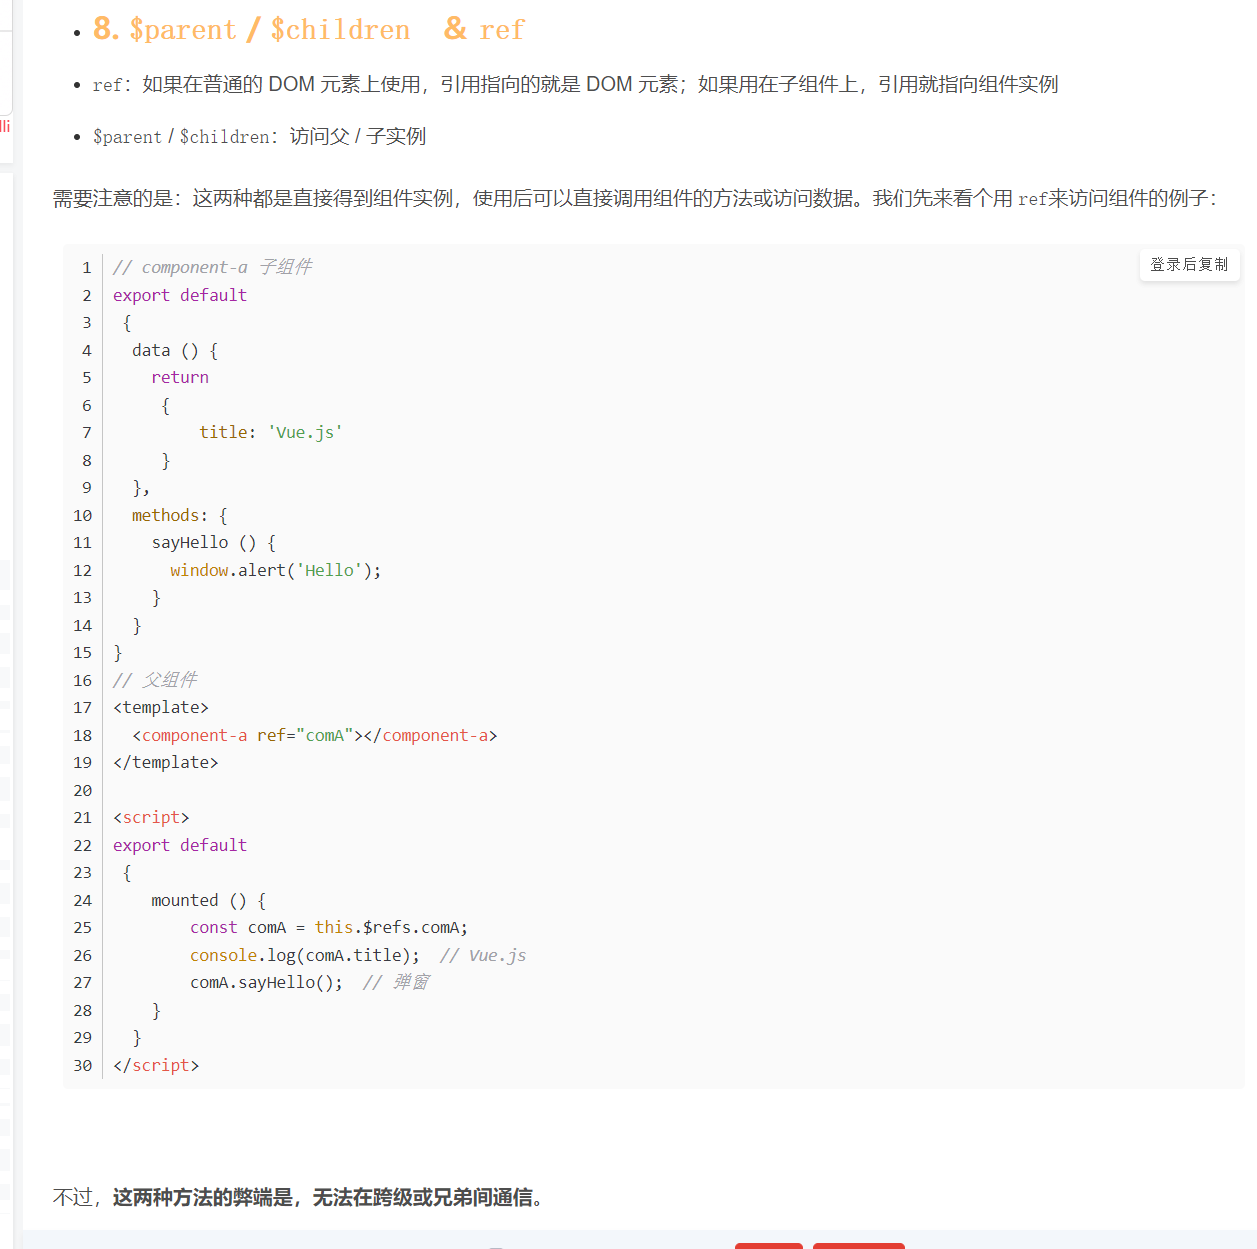 8. $parent / $children & ref
ref：如果在普通的 DOM 元素上使用，引用指向的就是 DOM 元素；如果用在子组件上，引用就指向组件实例
lli
$parent / $children：访问父 / 子实例
需要注意的是：这两种都是直接得到组件实例，使用后可以直接调用组件的方法或访问数据。我们先来看个用 ref来访问组件的例子：
登录后复制
1 // component-a 子组件
2 export default
3  {
4   data () {
5     return
6      {
7          title: 'Vue.js'
8      }
9   },
10   methods: {
11     sayHello () {
12       window.alert('Hello');
13     }
14   }
15 }
16 // 父组件
17 <template>
18   <component-a ref="comA"></component-a>
19 </template>
20
21 <script>
22 export default
23  {
24     mounted () {
25         const comA = this.$refs.comA;
26         console.log(comA.title);  // Vue.js
27         comA.sayHello();  // 弹窗
28     }
29   }
30 </script>
不过，这两种方法的弊端是，无法在跨级或兄弟间通信。